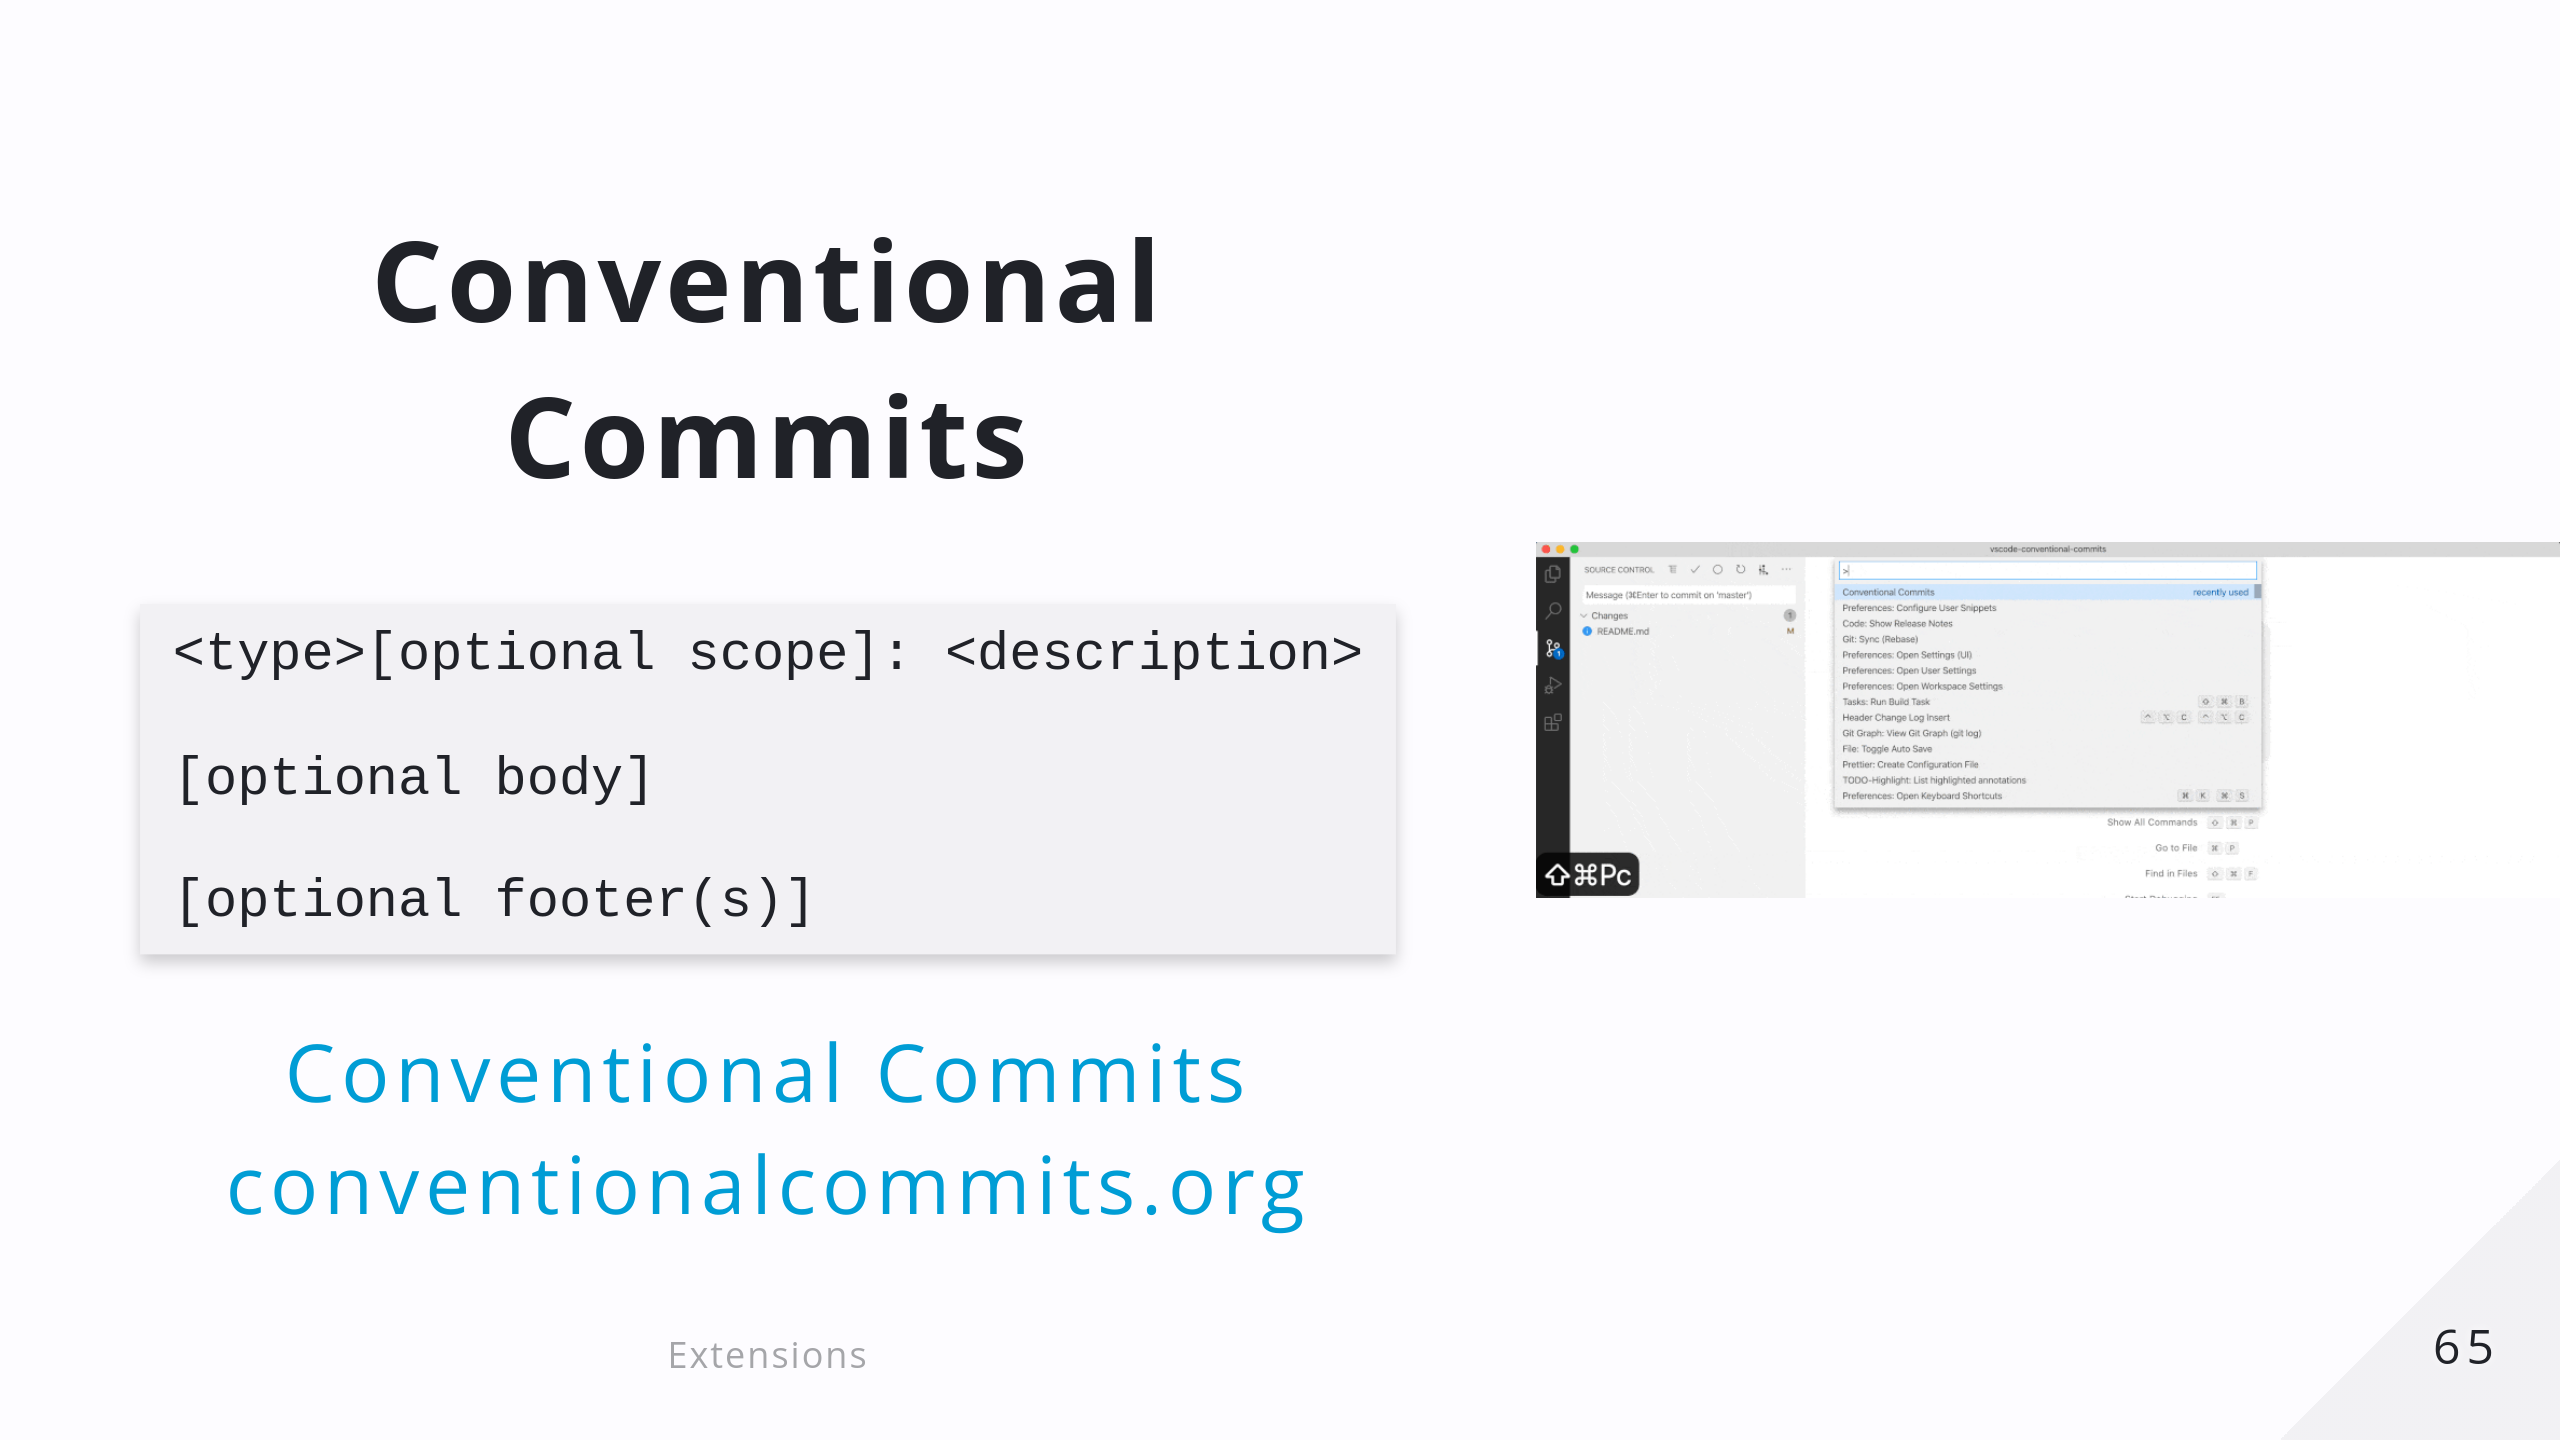 Conventional
Commits
<type>[optional scope]: <description>
[optional body]
[optional footer(s)]
Conventional Commits
conventionalcommits.org
Extensions
65
vscode-conventional-commits
SOURCE CONTROL
Message (⌘Enter to commit on 'master')
Changes 1
README.md M
1
>
Conventional Commits recently used
Preferences: Configure User Snippets
Code: Show Release Notes
Git: Sync (Rebase)
Preferences: Open Settings (UI)
Preferences: Open User Settings
Preferences: Open Workspace Settings
Tasks: Run Build Task ⇧ ⌘ B
Header Change Log Insert ^ ⌥ C ^ ⌥ C
Git Graph: View Git Graph (git log)
File: Toggle Auto Save
Prettier: Create Configuration File
TODO-Highlight: List highlighted annotations
Preferences: Open Keyboard Shortcuts ⌘ K ⌘ S
Show All Commands ⇧ ⌘ P
Go to File ⌘ P
Find in Files ⇧ ⌘ F
⇧⌘Pc